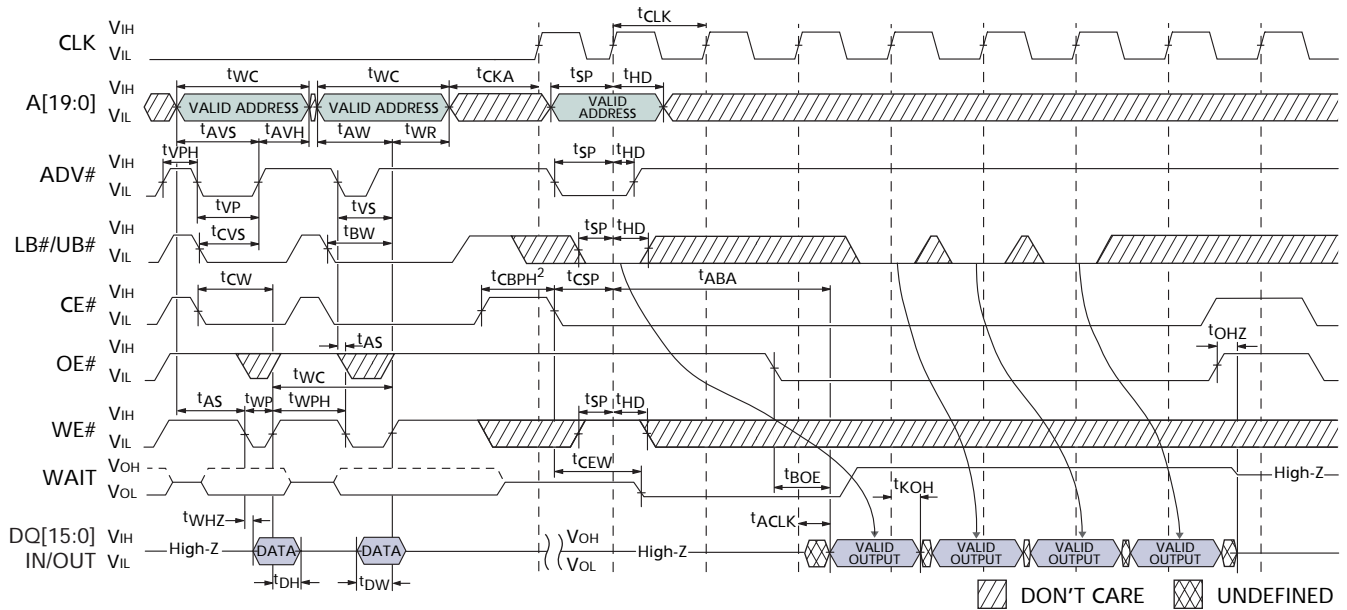 CLK VIH VIL tCLK
A[19:0] VIH VIL tWC tWC tCKA tSP tHD
VALID ADDRESS VALID ADDRESS VALID ADDRESS
tAVS tAVH tAW tWR
ADV# VIH VIL tVPH tSP tHD
tVP tVS
LB#/UB# VIH VIL tCVS tBW tSP tHD
CE# VIH VIL tCW tCBPH2 tCSP tABA
OE# VIH VIL tAS tOHZ
tWC
WE# VIH VIL tAS tWP tWPH tSP tHD
WAIT VOH VOL tCEW tBOE tKOH High-Z
tWHZ tACLK
DQ[15:0] IN/OUT VIH VIL High-Z DATA DATA VOH VOL High-Z VALID OUTPUT VALID OUTPUT VALID OUTPUT VALID OUTPUT
tDH tDW
DON'T CARE UNDEFINED